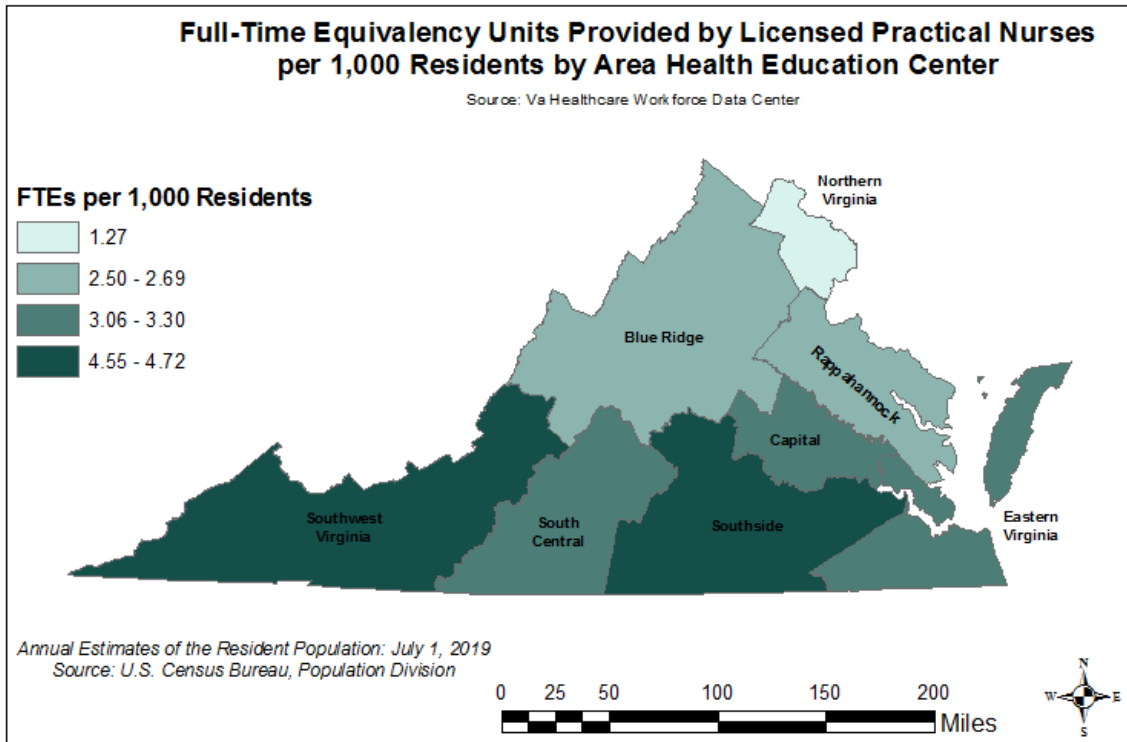 Full-Time Equivalency Units Provided by Licensed Practical Nurses
per 1,000 Residents by Area Health Education Center
Source: Va Healthcare Workforce Data Center
FTEs per 1,000 Residents
1.27
2.50 - 2.69
3.06 - 3.30
4.55 - 4.72
Northern
Virginia
Blue Ridge
Rappahannock
Capital
Southwest
Virginia
South
Central
Southside
Eastern
Virginia
Annual Estimates of the Resident Population: July 1, 2019
Source: U.S. Census Bureau, Population Division
0 25 50 100 150 200
Miles
N
W E
S